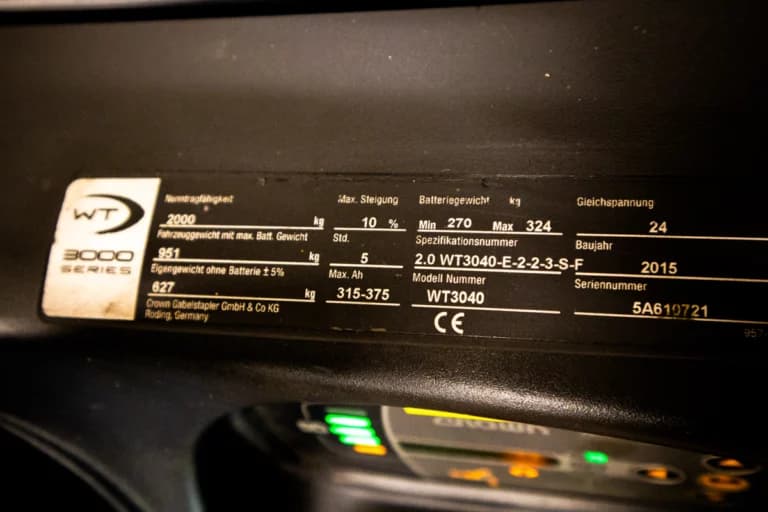 WT
3000
SERIES
Nenntragfähigkeit
2000 kg
Fahrzeuggewicht mit max. Batt. Gewicht
951 kg
Eigengewicht ohne Batterie ± 5%
627 kg
Crown Gabelstapler GmbH & Co KG
Roding, Germany
Max. Steigung
10 %
Std.
5
Max. Ah
315-375
Batteriegewicht kg
Min 270 Max 324
Spezifikationsnummer
2.0 WT3040-E-2-2-3-S-F
Modell Nummer
WT3040
CE
Gleichspannung
24
Baujahr
2015
Seriennummer
5A619721
CROWN